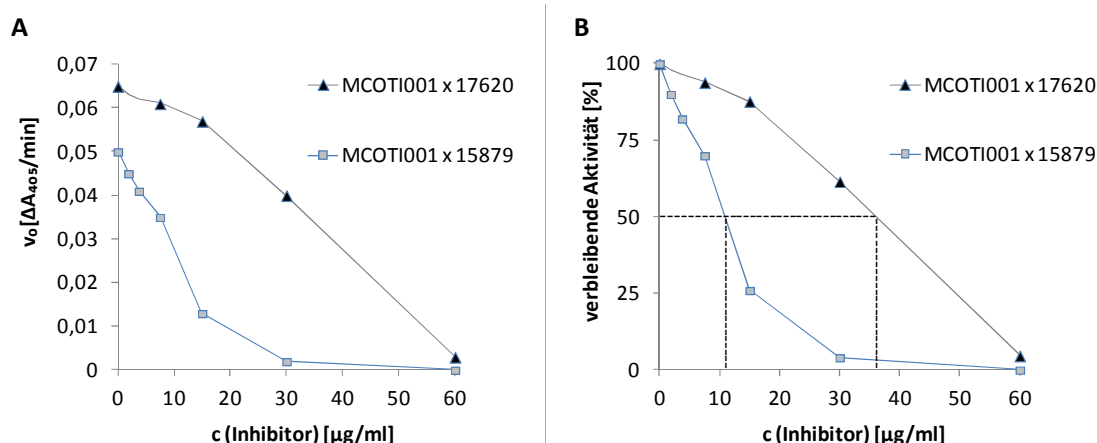 A
v₀ [ΔA₄₀₅/min]
0,07
0,06
0,05
0,04
0,03
0,02
0,01
0
0 10 20 30 40 50 60
c (Inhibitor) [µg/ml]
MCOTI001 x 17620
MCOTI001 x 15879
B
verbleibende Aktivität [%]
100
75
50
25
0
0 10 20 30 40 50 60
c (Inhibitor) [µg/ml]
MCOTI001 x 17620
MCOTI001 x 15879